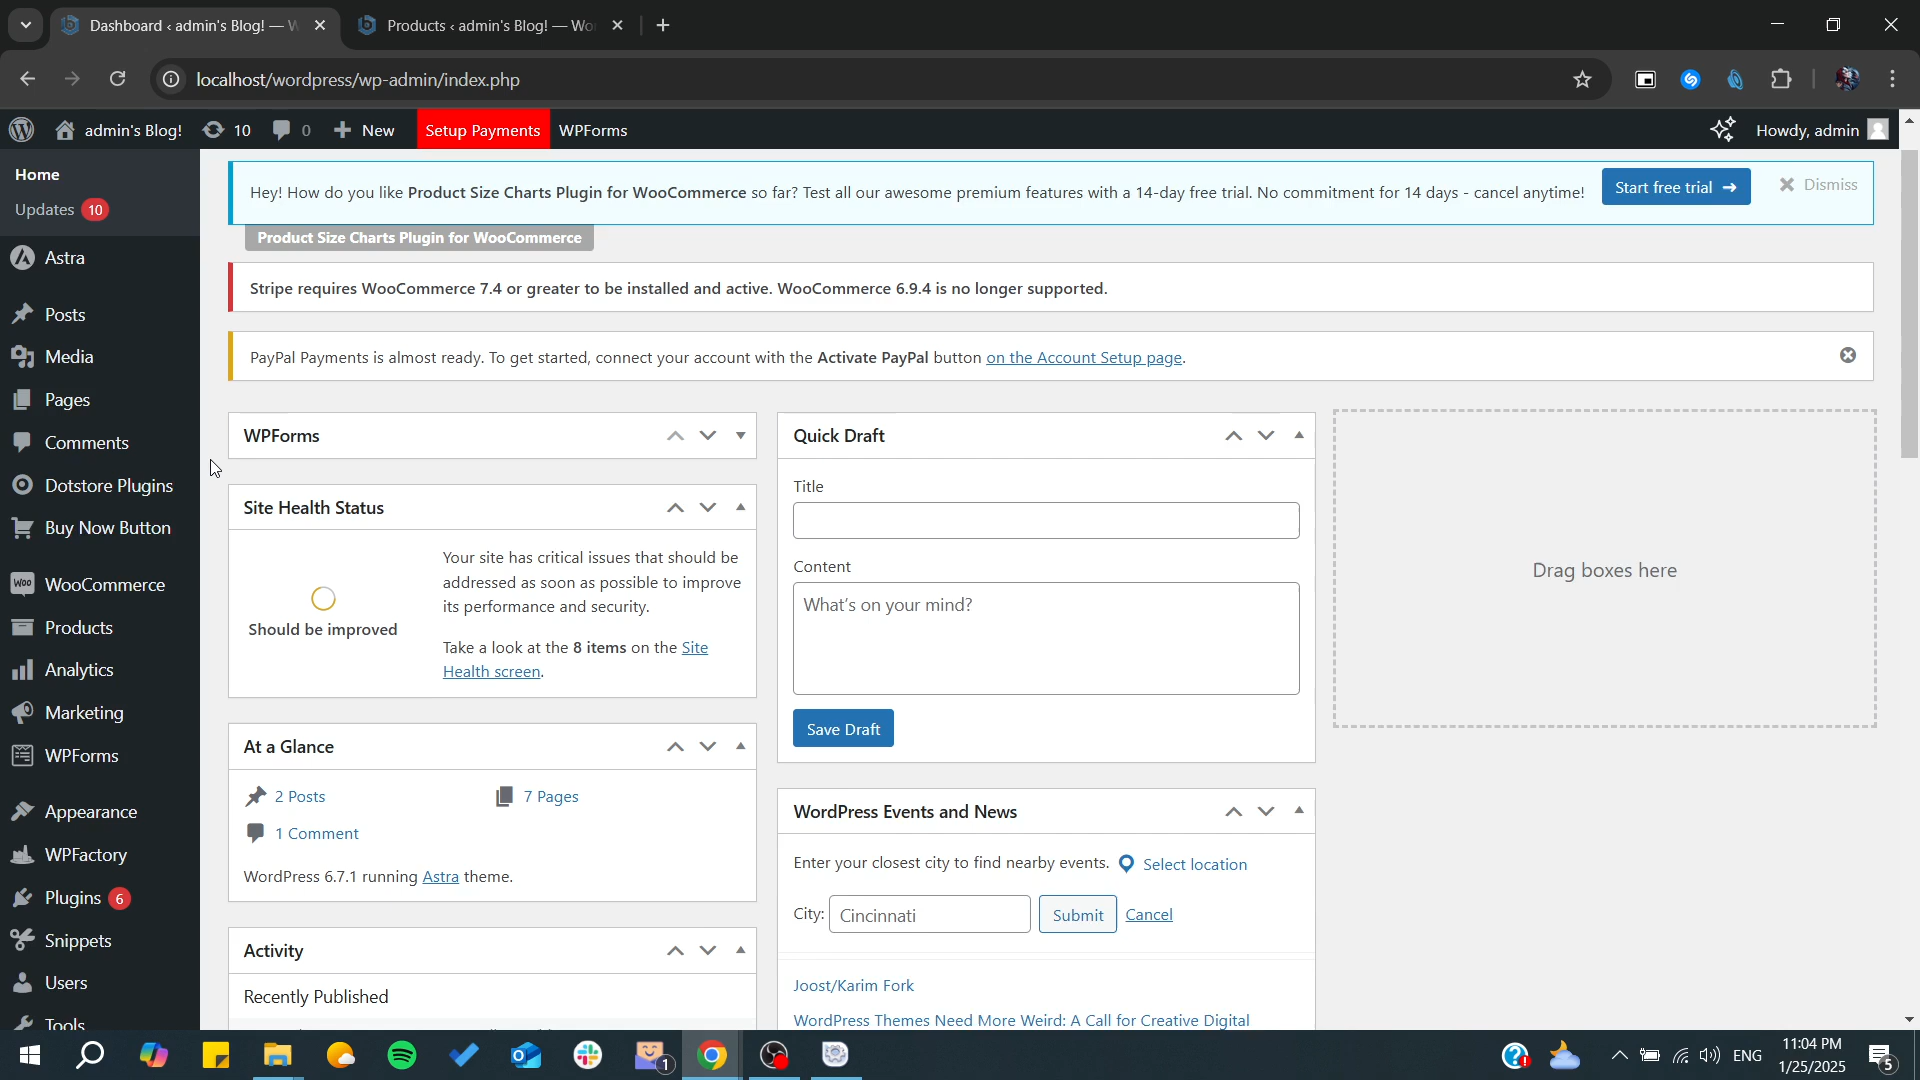 Dashboard ‹ admin's Blog! — W
Products ‹ admin's Blog! — Wo
localhost/wordpress/wp-admin/index.php
admin's Blog!
10
0
New
Setup Payments
WPForms
Howdy, admin
Home
Updates 10
Astra
Posts
Media
Pages
Comments
Dotstore Plugins
Buy Now Button
WooCommerce
Products
Analytics
Marketing
WPForms
Appearance
WPFactory
Plugins 6
Snippets
Users
Tools
Hey! How do you like Product Size Charts Plugin for WooCommerce so far? Test all our awesome premium features with a 14-day free trial. No commitment for 14 days - cancel anytime!
Start free trial ➜
Dismiss
Product Size Charts Plugin for WooCommerce
Stripe requires WooCommerce 7.4 or greater to be installed and active. WooCommerce 6.9.4 is no longer supported.
PayPal Payments is almost ready. To get started, connect your account with the Activate PayPal button on the Account Setup page.
WPForms
Site Health Status
Should be improved
Your site has critical issues that should be
addressed as soon as possible to improve
its performance and security.
Take a look at the 8 items on the Site
Health screen.
At a Glance
2 Posts
7 Pages
1 Comment
WordPress 6.7.1 running Astra theme.
Activity
Recently Published
Quick Draft
Title
Content
What's on your mind?
Save Draft
WordPress Events and News
Enter your closest city to find nearby events.
Select location
City:
Cincinnati
Submit
Cancel
Joost/Karim Fork
WordPress Themes Need More Weird: A Call for Creative Digital
Drag boxes here
1
ENG
11:04 PM
1/25/2025
5